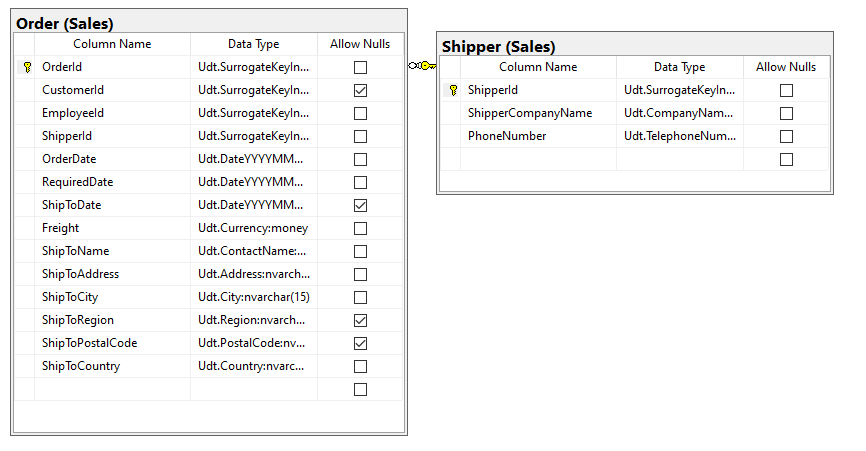 Order (Sales)
Column Name Data Type Allow Nulls
OrderId Udt.SurrogateKeyIn...
CustomerId Udt.SurrogateKeyIn...
EmployeeId Udt.SurrogateKeyIn...
ShipperId Udt.SurrogateKeyIn...
OrderDate Udt.DateYYYYMM...
RequiredDate Udt.DateYYYYMM...
ShipToDate Udt.DateYYYYMM...
Freight Udt.Currency:money
ShipToName Udt.ContactName:...
ShipToAddress Udt.Address:nvarch...
ShipToCity Udt.City:nvarchar(15)
ShipToRegion Udt.Region:nvarch...
ShipToPostalCode Udt.PostalCode:nv...
ShipToCountry Udt.Country:nvarc...
Shipper (Sales)
Column Name Data Type Allow Nulls
ShipperId Udt.SurrogateKeyIn...
ShipperCompanyName Udt.CompanyNam...
PhoneNumber Udt.TelephoneNum...